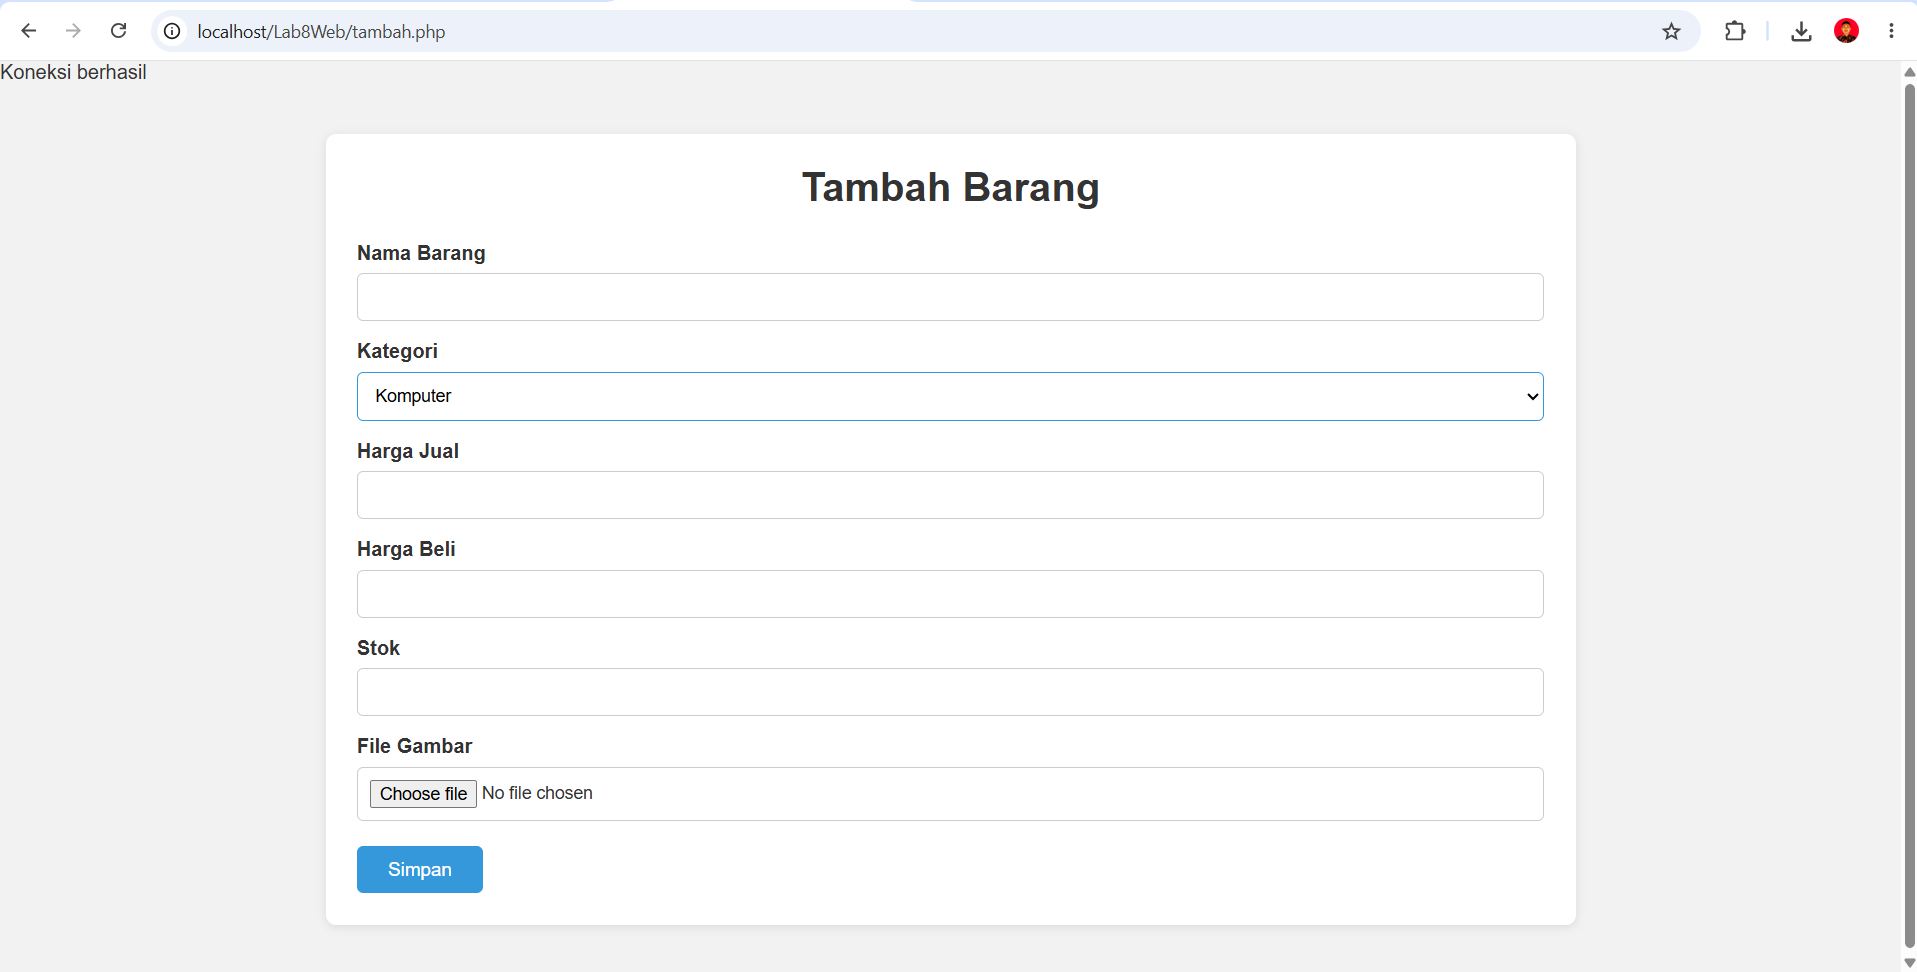 localhost/Lab8Web/tambah.php
Koneksi berhasil
Tambah Barang
Nama Barang
Kategori
Komputer
Harga Jual
Harga Beli
Stok
File Gambar
Choose file No file chosen
Simpan